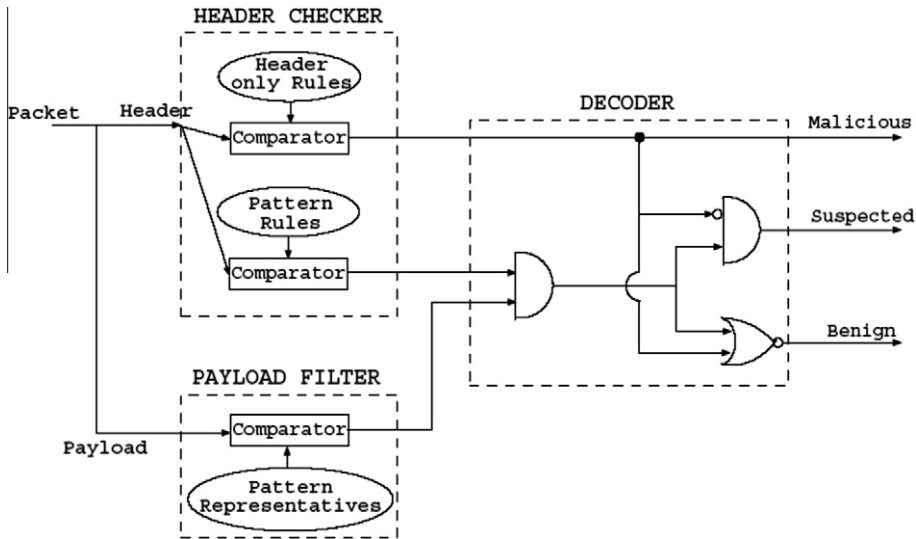 HEADER CHECKER
Header
only Rules
Packet
Header
Comparator
Pattern
Rules
Comparator
DECODER
Malicious
Suspected
Benign
PAYLOAD FILTER
Comparator
Payload
Pattern
Representatives